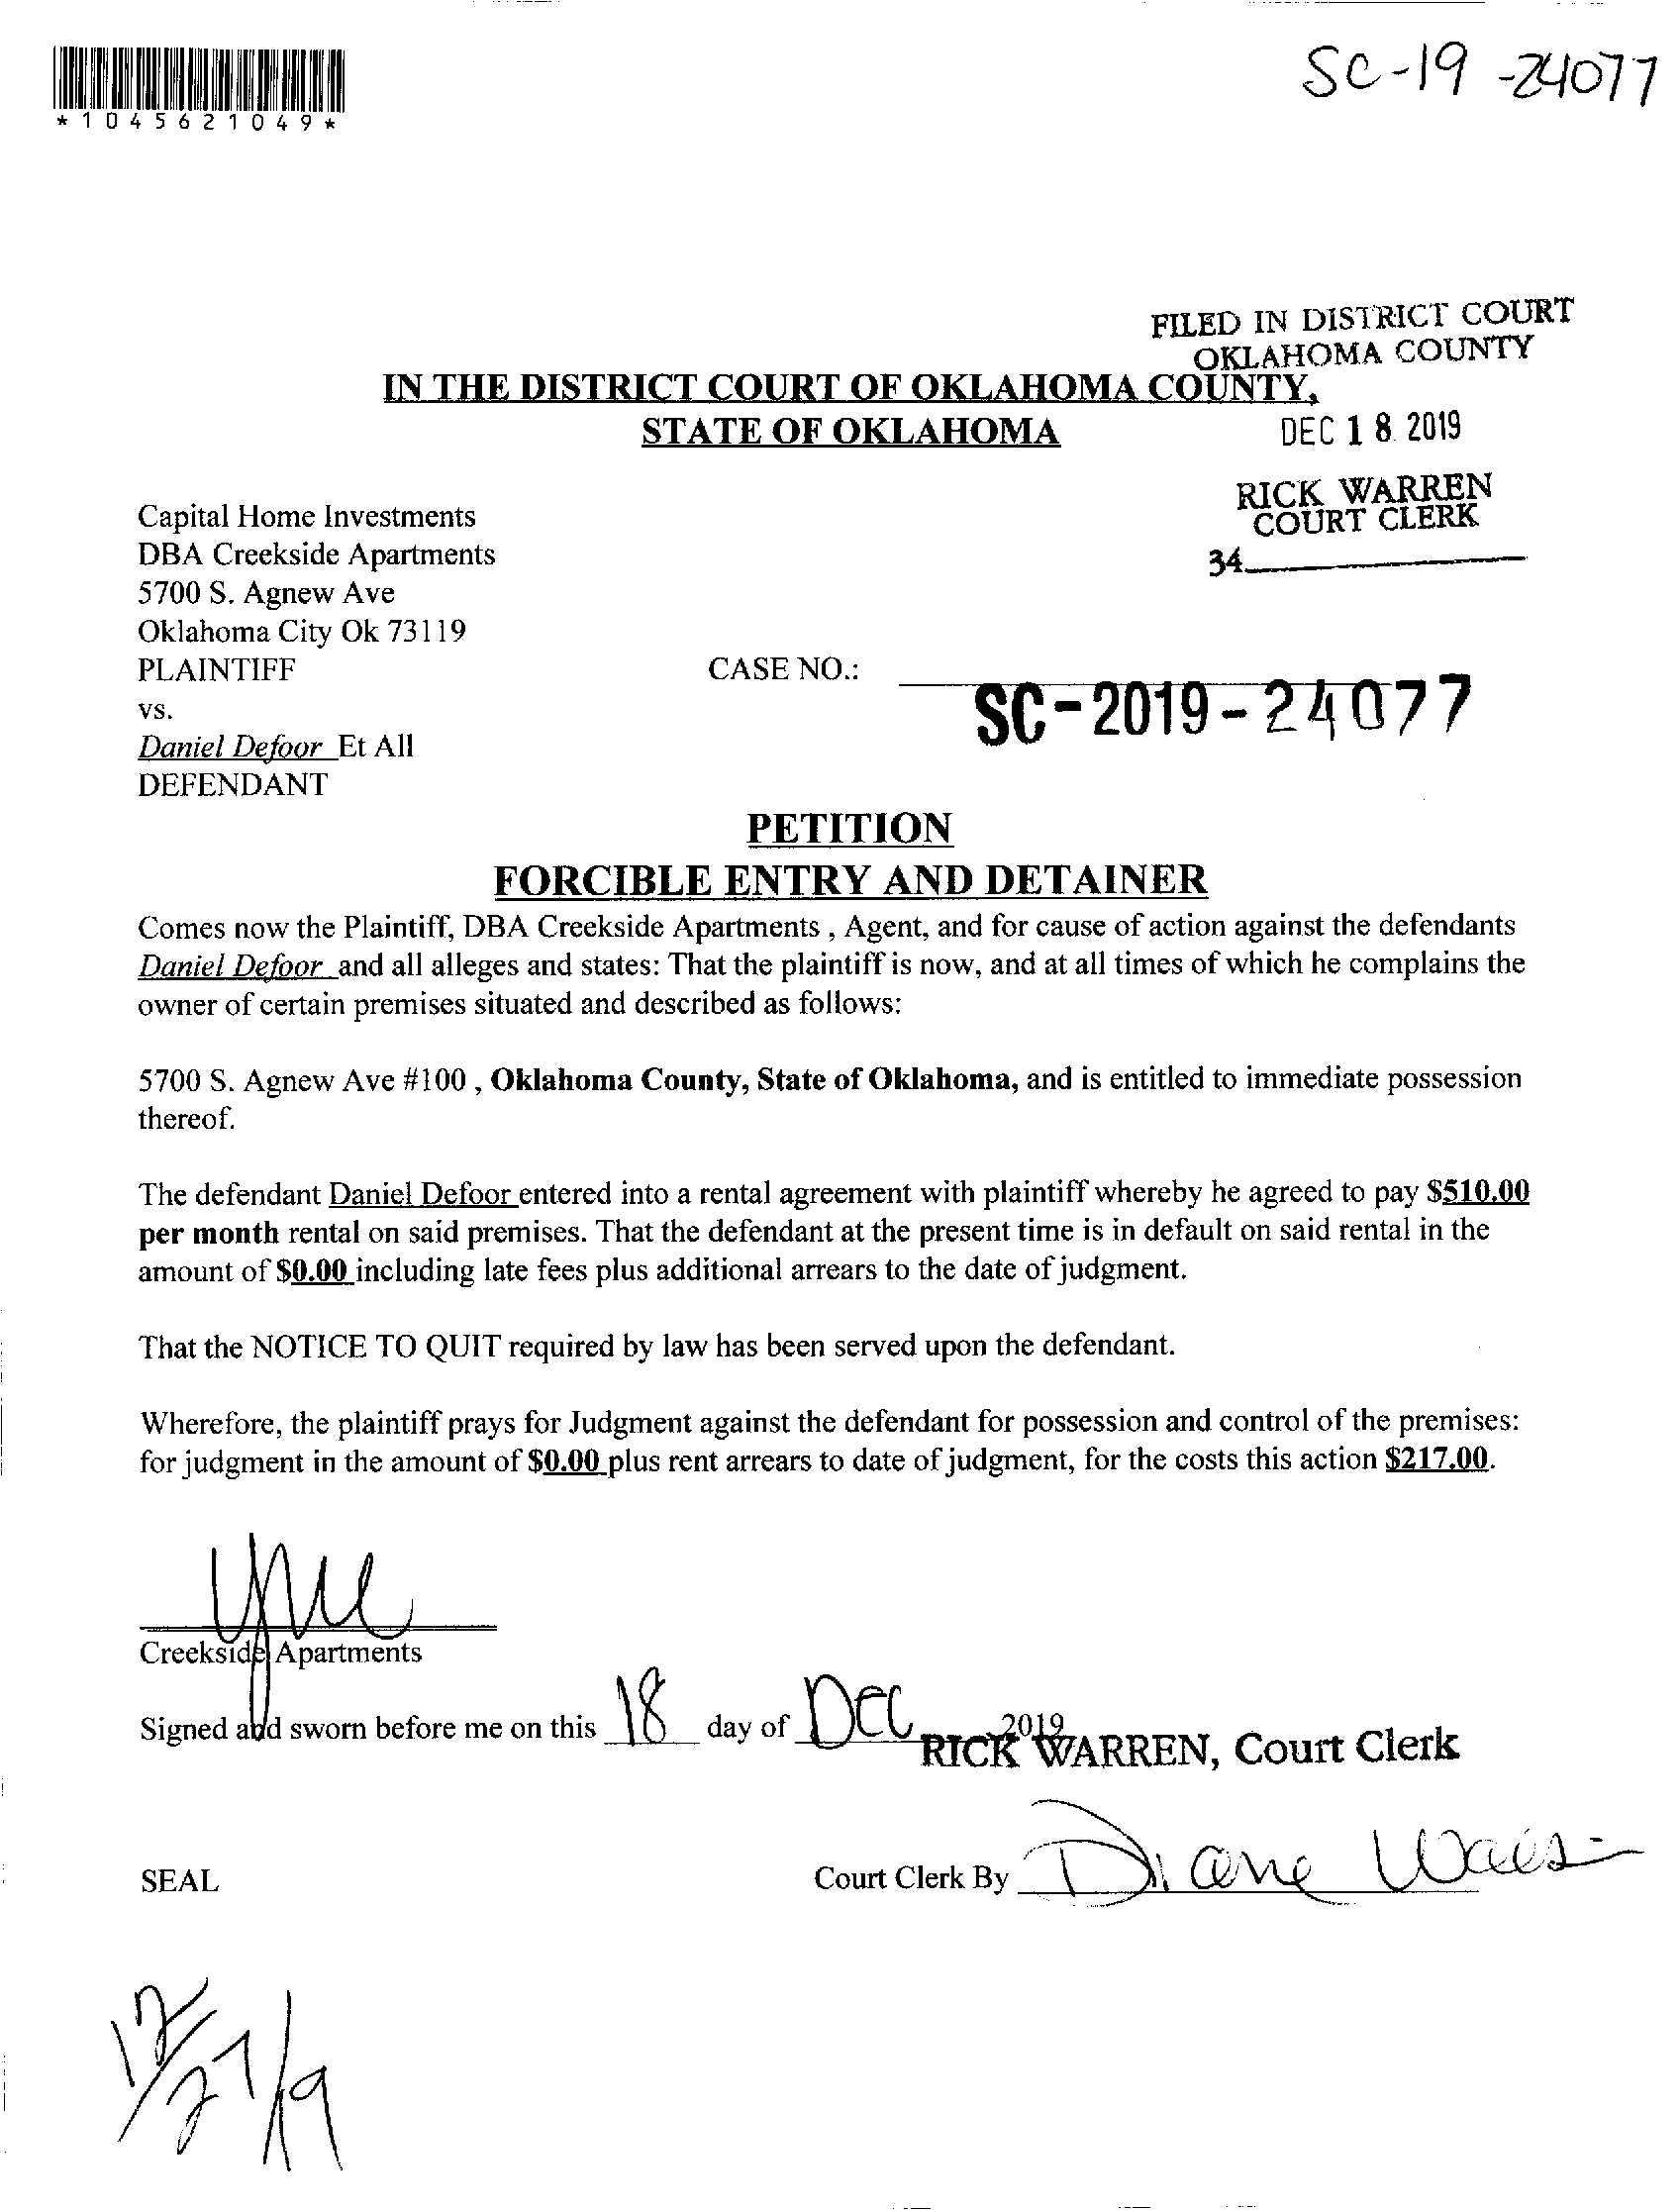 *1045621049*
SC-19-24077
FILED IN DISTRICT COURT
OKLAHOMA COUNTY
IN THE DISTRICT COURT OF OKLAHOMA COUNTY,
STATE OF OKLAHOMA
DEC 18 2019
RICK WARREN
COURT CLERK
34
Capital Home Investments
DBA Creekside Apartments
5700 S. Agnew Ave
Oklahoma City Ok 73119
PLAINTIFF
CASE NO.:
SC-2019-24077
vs.
Daniel Defoor Et All
DEFENDANT
PETITION
FORCIBLE ENTRY AND DETAINER
Comes now the Plaintiff, DBA Creekside Apartments , Agent, and for cause of action against the defendants
Daniel Defoor and all alleges and states: That the plaintiff is now, and at all times of which he complains the
owner of certain premises situated and described as follows:
5700 S. Agnew Ave #100 , Oklahoma County, State of Oklahoma, and is entitled to immediate possession
thereof.
The defendant Daniel Defoor entered into a rental agreement with plaintiff whereby he agreed to pay $510.00
per month rental on said premises. That the defendant at the present time is in default on said rental in the
amount of $0.00 including late fees plus additional arrears to the date of judgment.
That the NOTICE TO QUIT required by law has been served upon the defendant.
Wherefore, the plaintiff prays for Judgment against the defendant for possession and control of the premises:
for judgment in the amount of $0.00 plus rent arrears to date of judgment, for the costs this action $217.00.
Creekside Apartments
Signed and sworn before me on this 18 day of DEC 2019
RICK WARREN, Court Clerk
SEAL
Court Clerk By Diane
12/27/19